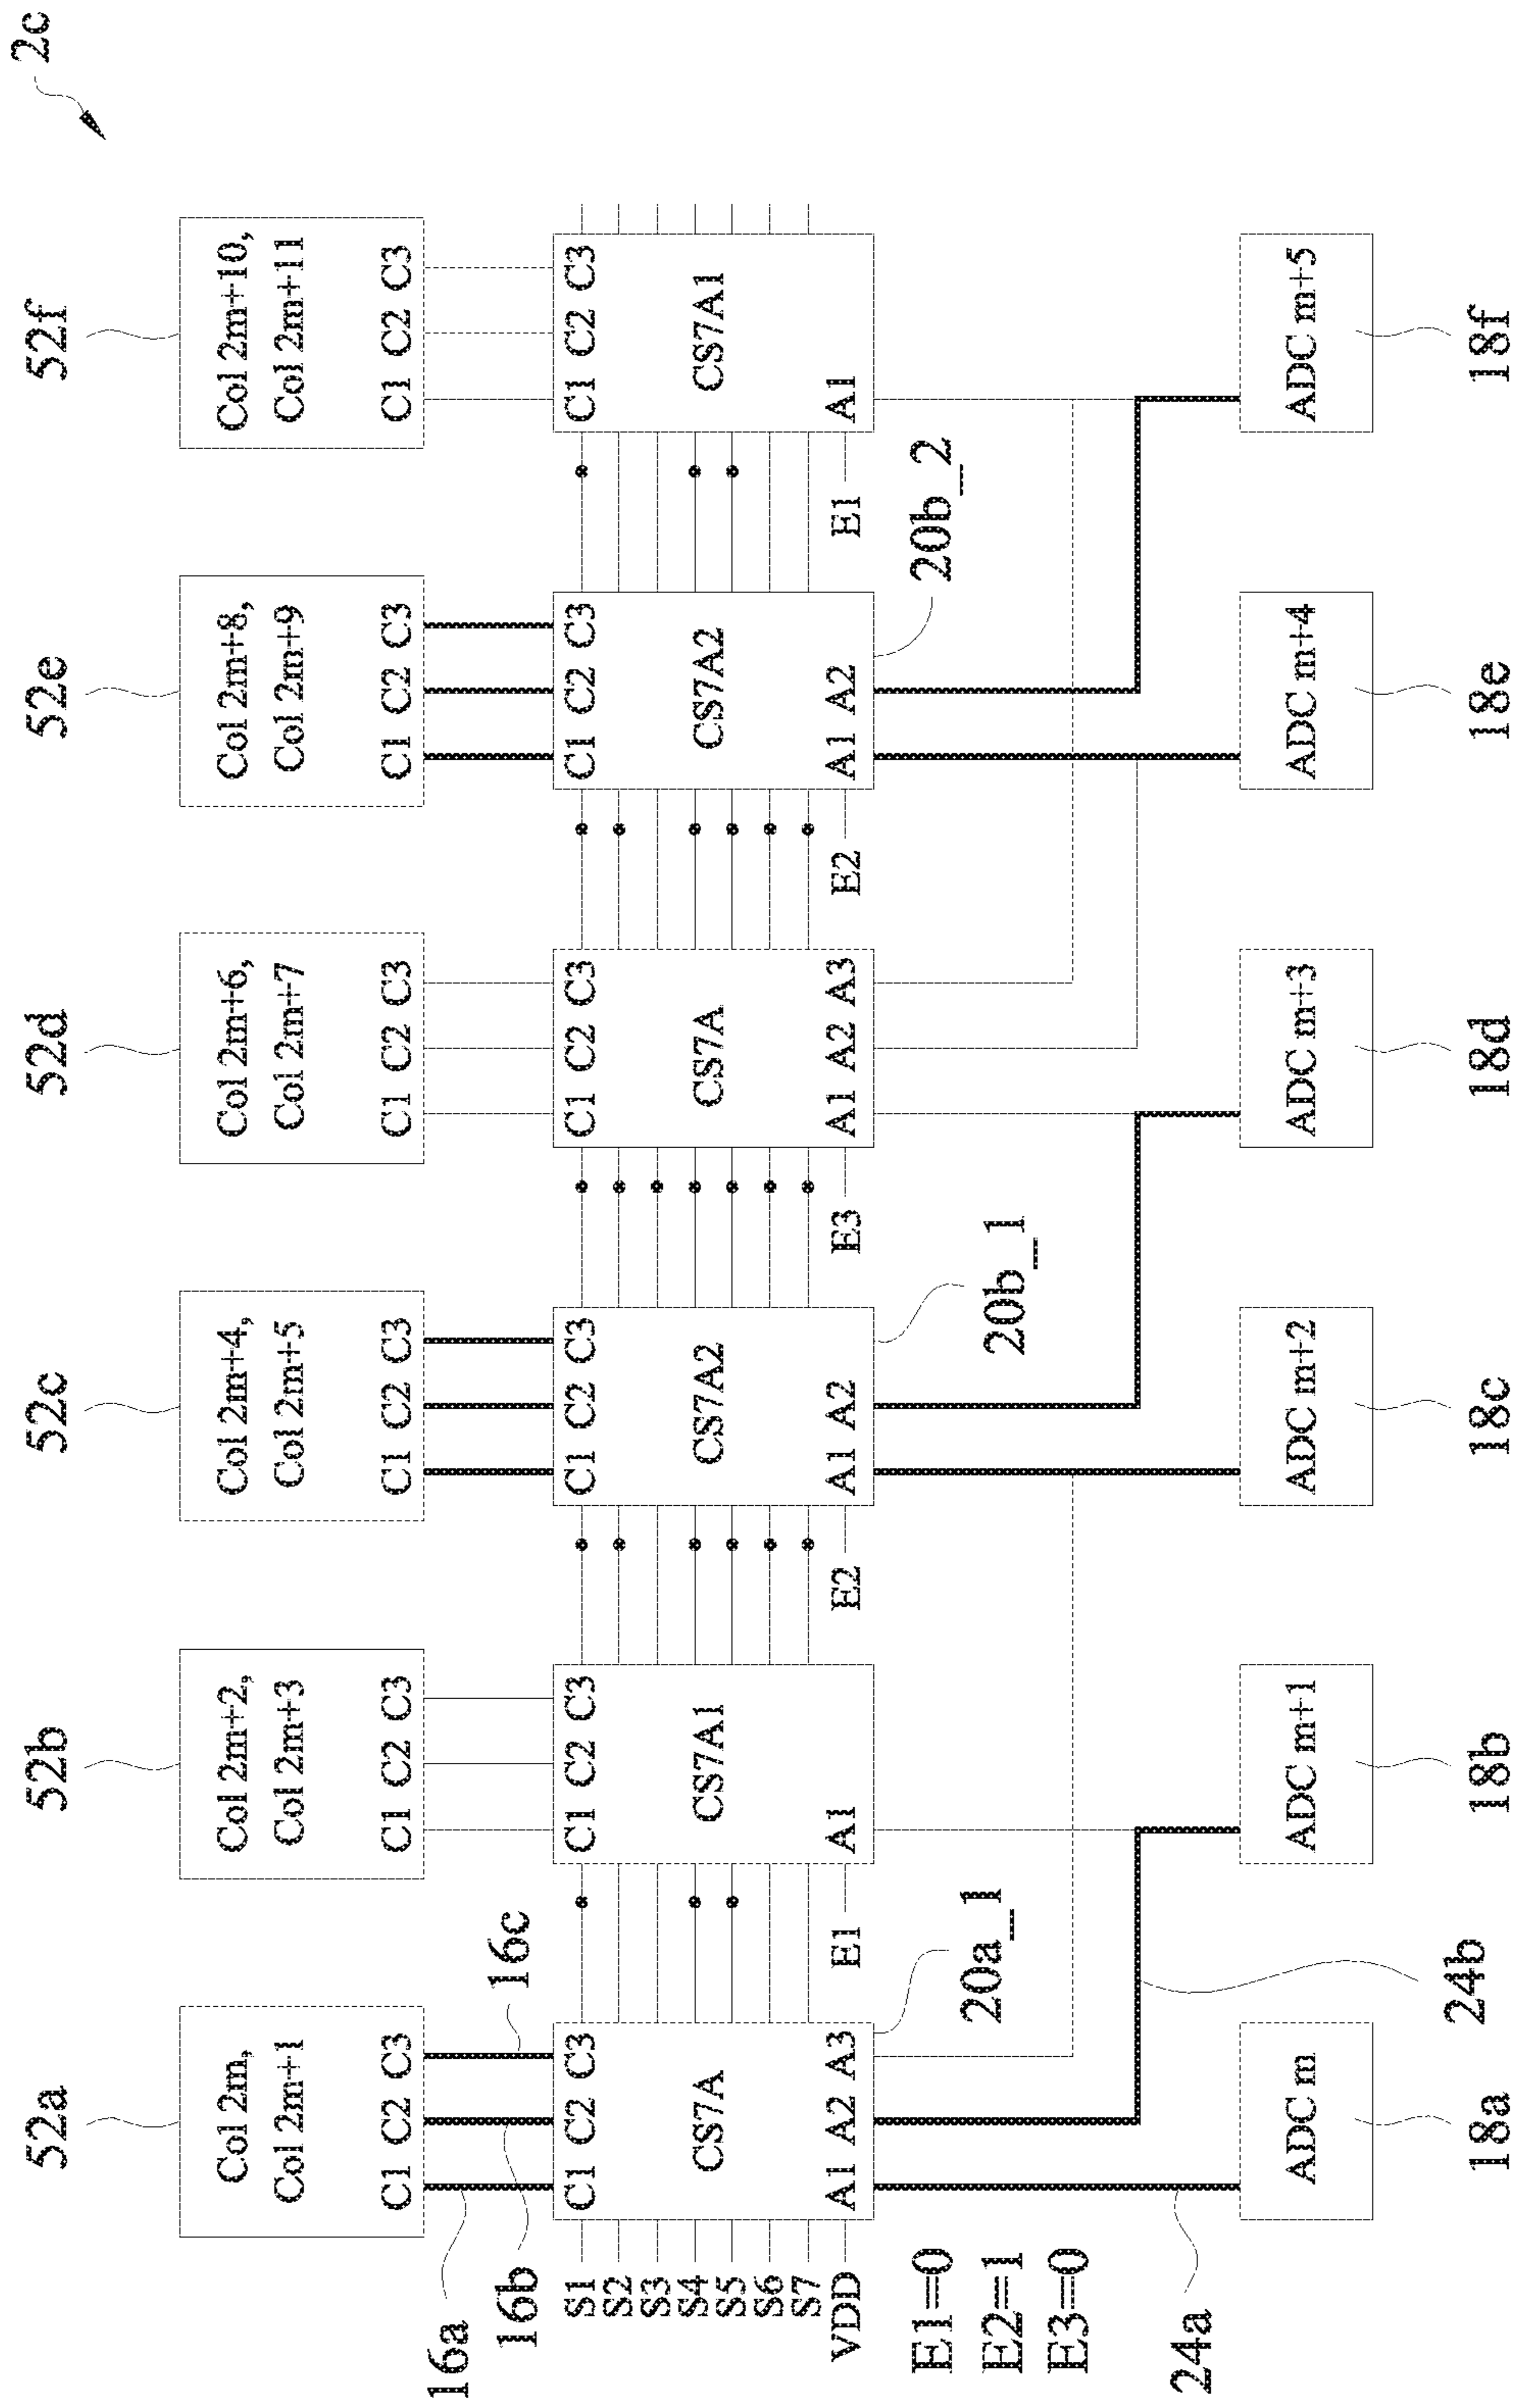 2c
52a 52b 52c 52d 52e 52f
Col 2m, Col 2m+2, Col 2m+4, Col 2m+6, Col 2m+8, Col 2m+10,
Col 2m+1 Col 2m+3 Col 2m+5 Col 2m+7 Col 2m+9 Col 2m+11
C1 C2 C3 C1 C2 C3 C1 C2 C3 C1 C2 C3 C1 C2 C3 C1 C2 C3
16a
16b
16c
C1 C2 C3 C1 C2 C3 C1 C2 C3 C1 C2 C3 C1 C2 C3 C1 C2 C3
S1
S2
S3
S4
S5
S6
S7
VDD
CS7A CS7A1 CS7A2 CS7A CS7A2 CS7A1
A1 A2 A3 A1 A1 A2 A1 A2 A3 A1 A2 A1
E1 E2 E3 E2 E1
E1=0
E2=1
E3=0
20a_1 20b_1 20b_2
24a 24b
ADC m ADC m+1 ADC m+2 ADC m+3 ADC m+4 ADC m+5
18a 18b 18c 18d 18e 18f